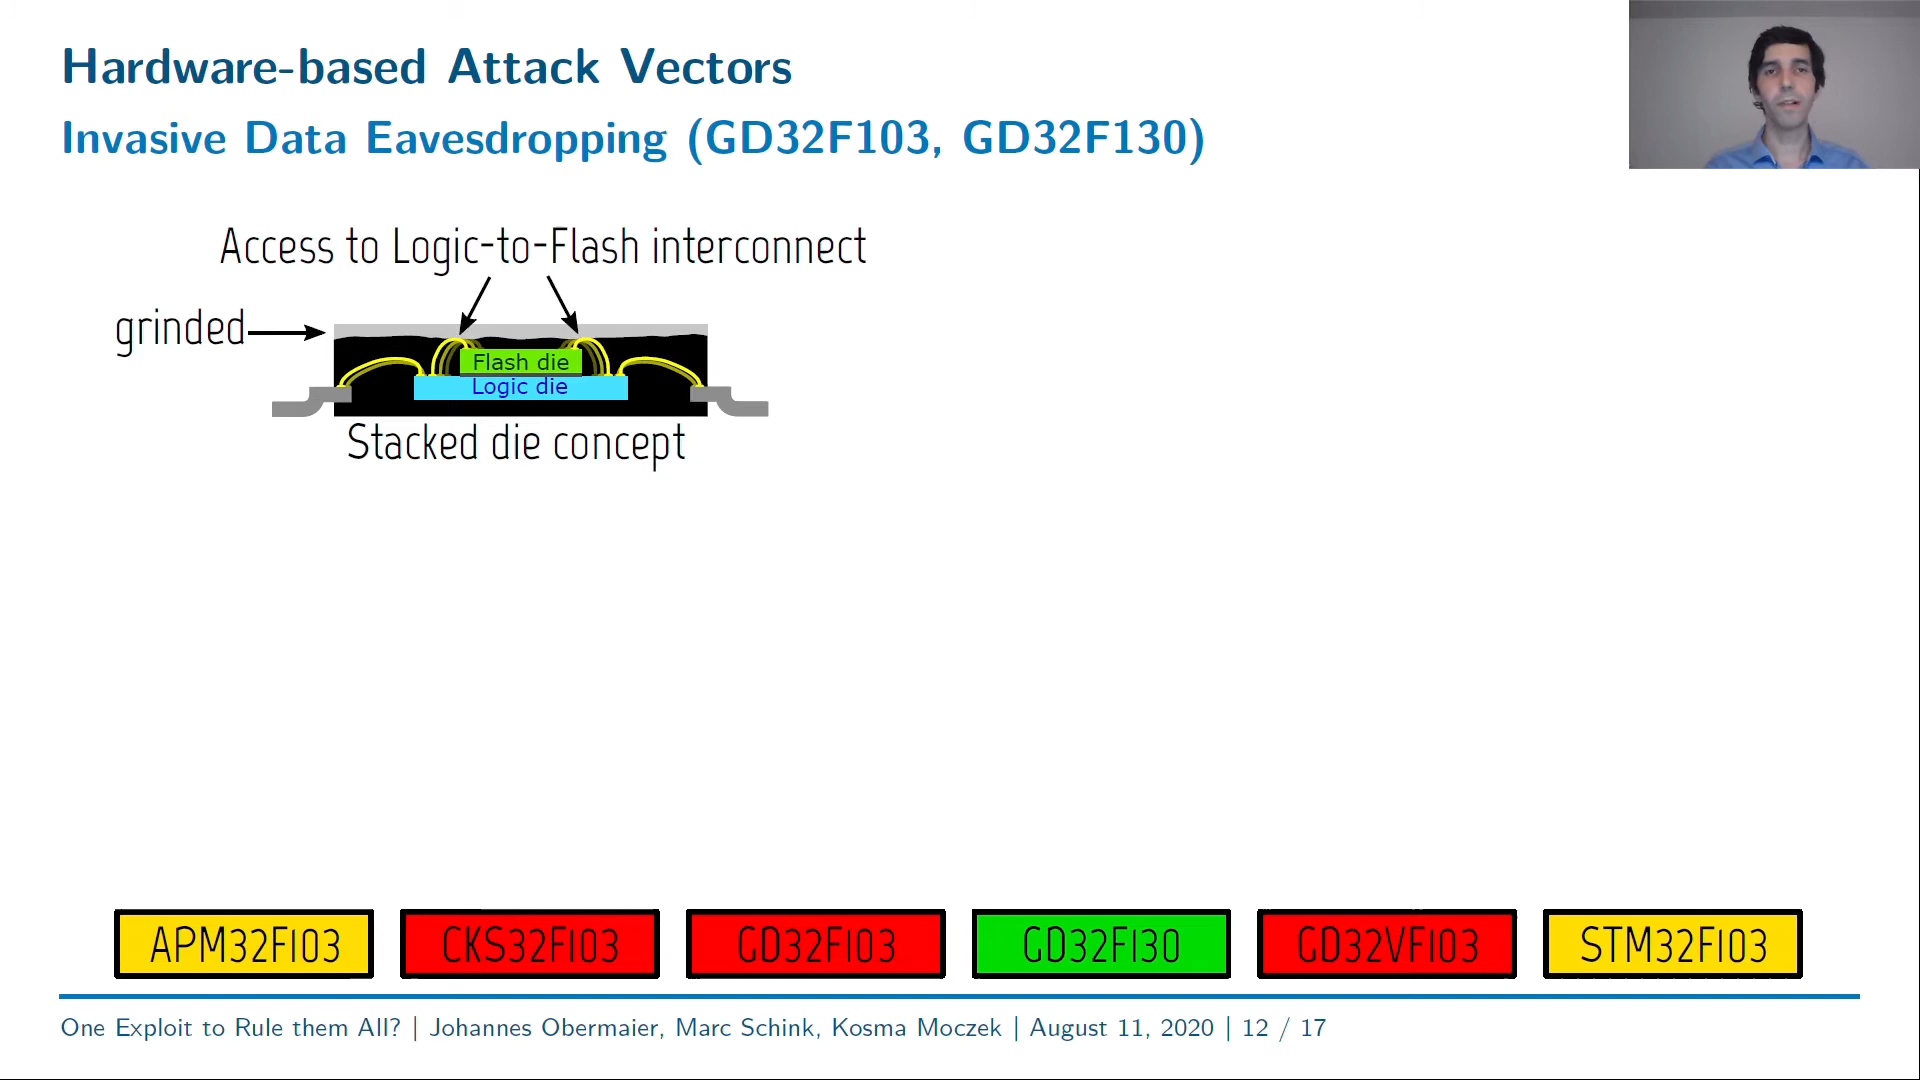 Hardware-based Attack Vectors
Invasive Data Eavesdropping (GD32F103, GD32F130)
Access to Logic-to-Flash interconnect
grinded
Flash die
Logic die
Stacked die concept
APM32F103
CKS32F103
GD32F103
GD32F130
GD32VF103
STM32F103
One Exploit to Rule them All? | Johannes Obermaier, Marc Schink, Kosma Moczek | August 11, 2020 | 12 / 17